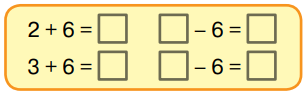 2 + 6 = □ □ – 6 = □
3 + 6 = □ □ – 6 = □